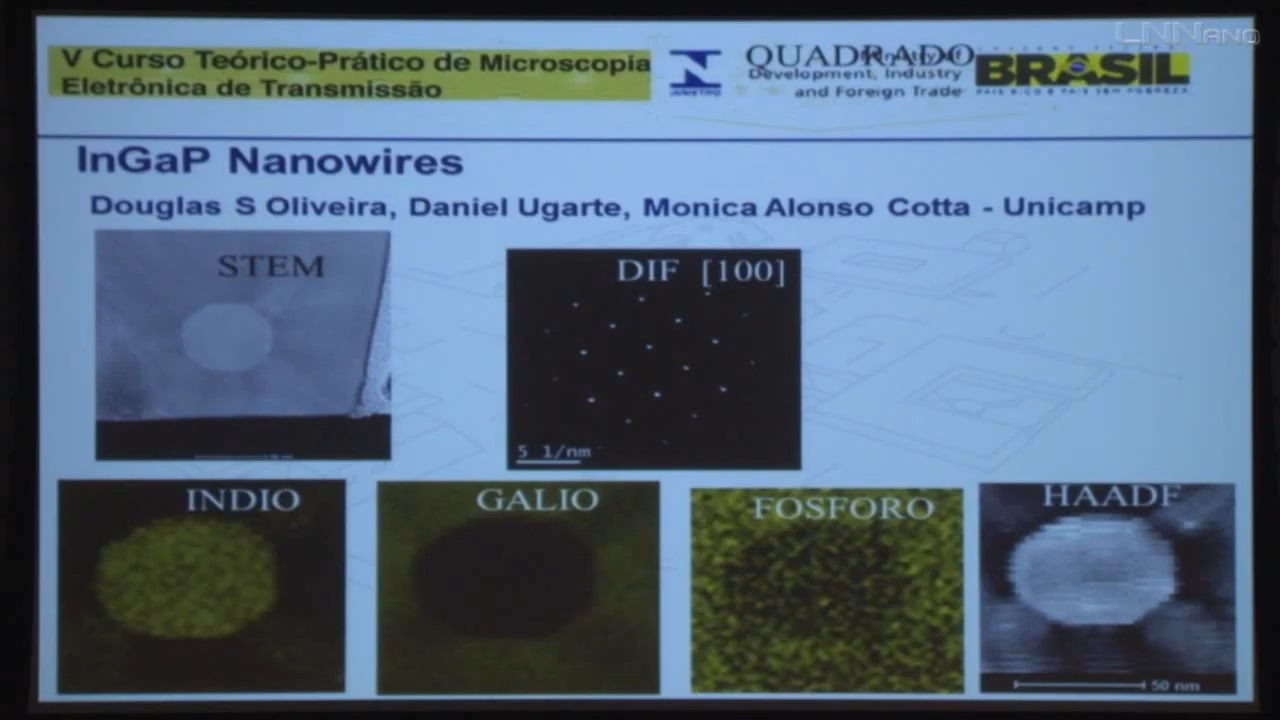 LNNano
V Curso Teórico-Prático de Microscopia
Eletrônica de Transmissão
INMETRO
QUADRADO
Development, Industry
and Foreign Trade
BRASIL
PAÍS RICO É PAÍS SEM POBREZA
InGaP Nanowires
Douglas S Oliveira, Daniel Ugarte, Monica Alonso Cotta - Unicamp
STEM
DIF [100]
5 1/nm
INDIO
GALIO
FOSFORO
HAADF
50 nm